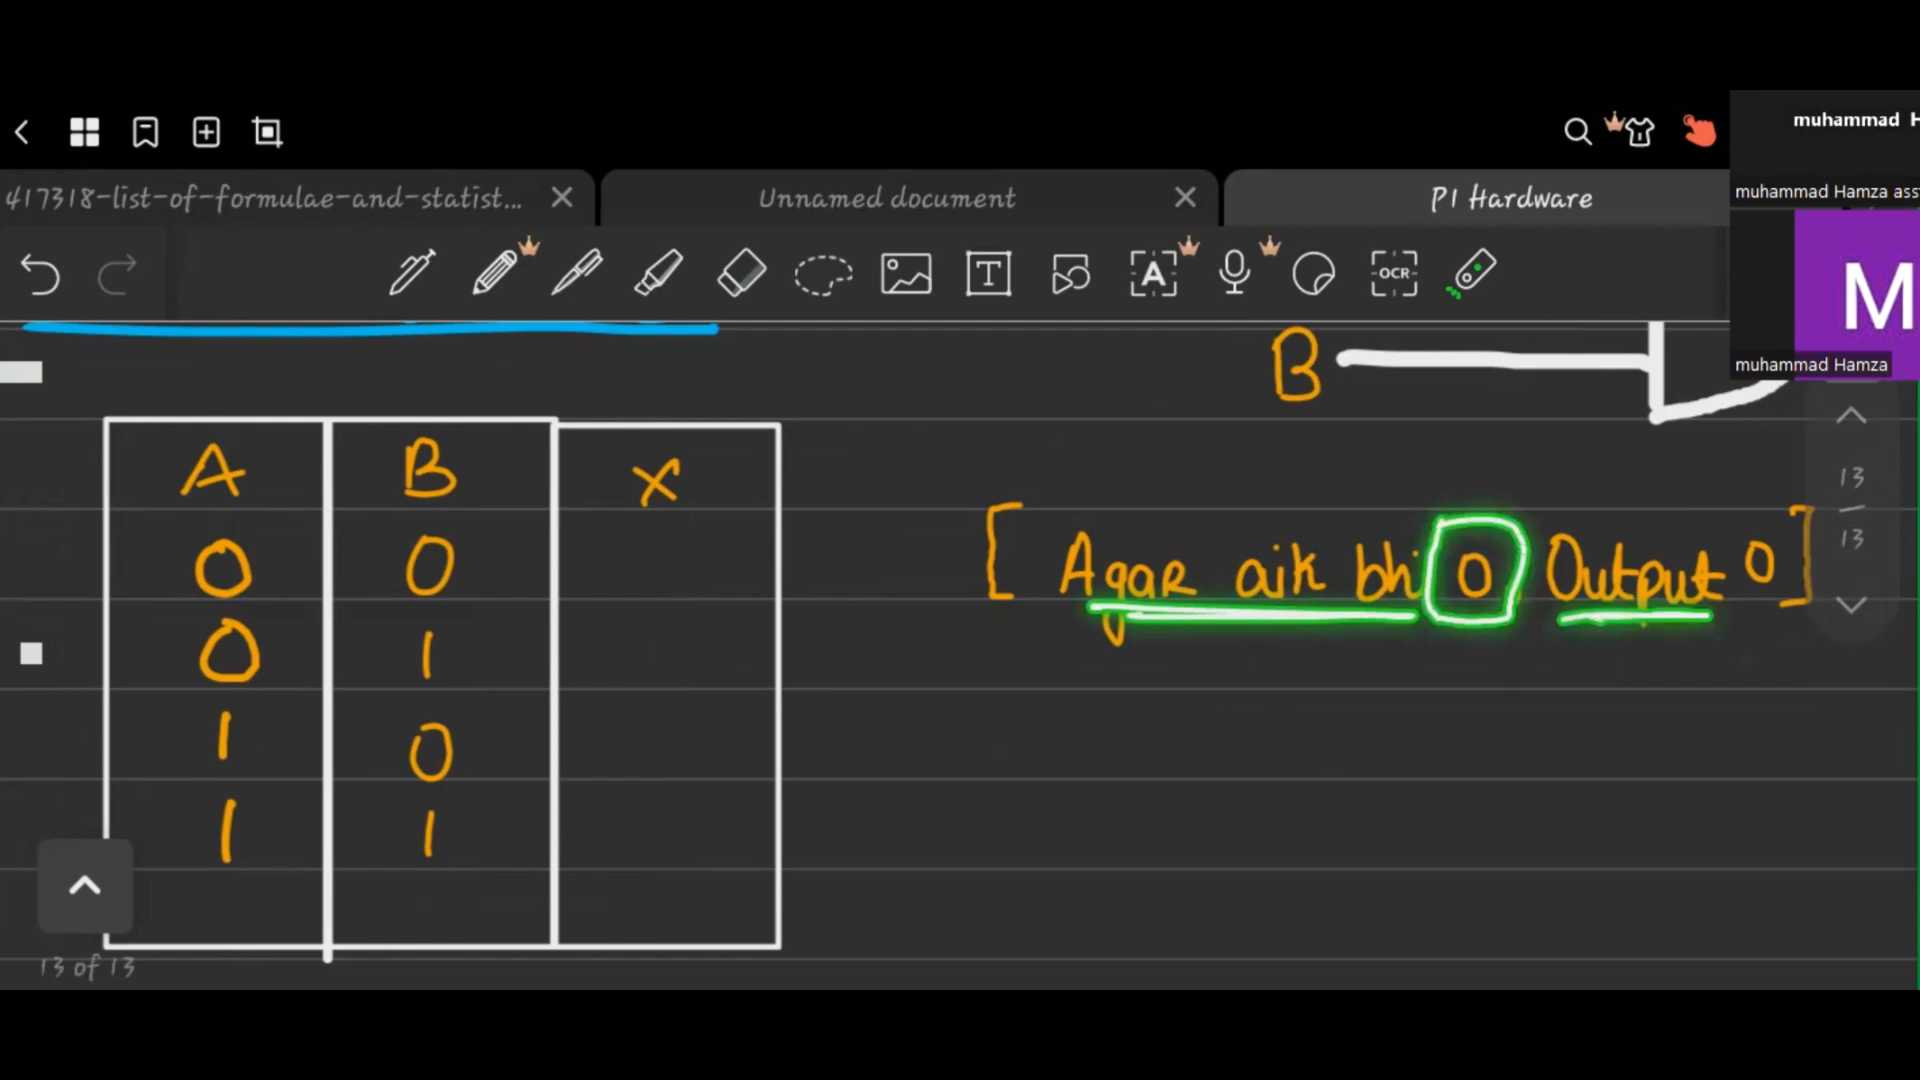 muhammad H
muhammad Hamza ass
417318-list-of-formulae-and-statist...
Unnamed document
P1 Hardware
T
A
OCR
M
muhammad Hamza
B
A B X
0 0
0 1
1 0
1 1
[ Agar aik bhi 0 Output 0 ]
13
13
13 of 13